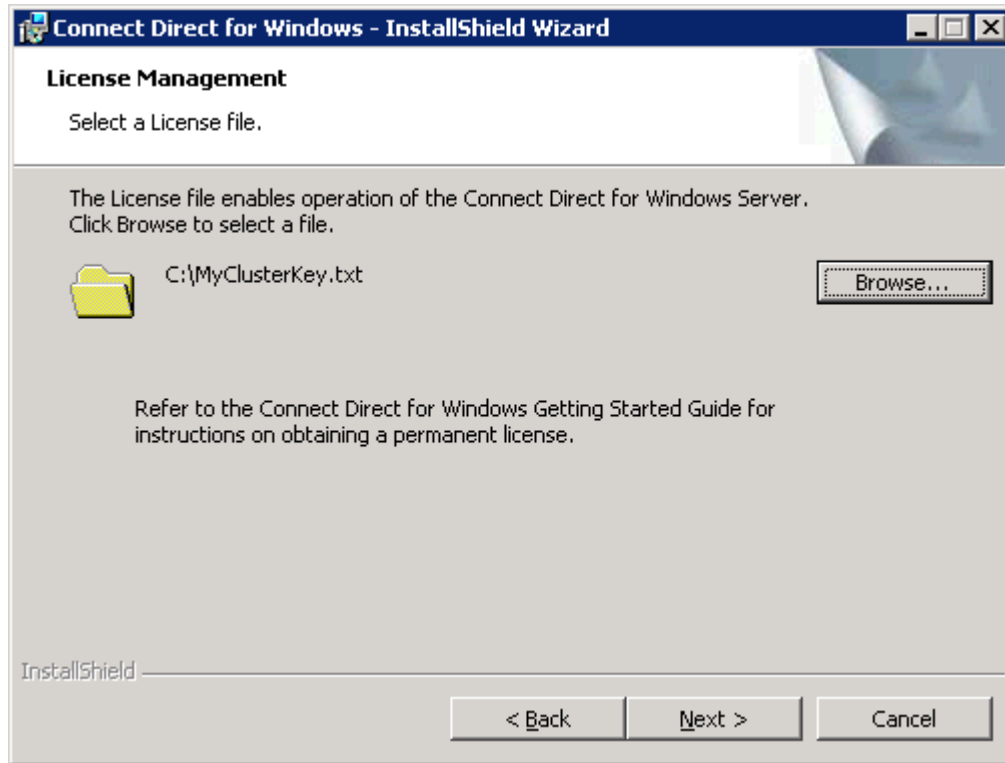 Connect Direct for Windows - InstallShield Wizard
License Management
Select a License file.
The License file enables operation of the Connect Direct for Windows Server.
Click Browse to select a file.
C:\MyClusterKey.txt
Browse...
Refer to the Connect Direct for Windows Getting Started Guide for
instructions on obtaining a permanent license.
InstallShield
< Back
Next >
Cancel